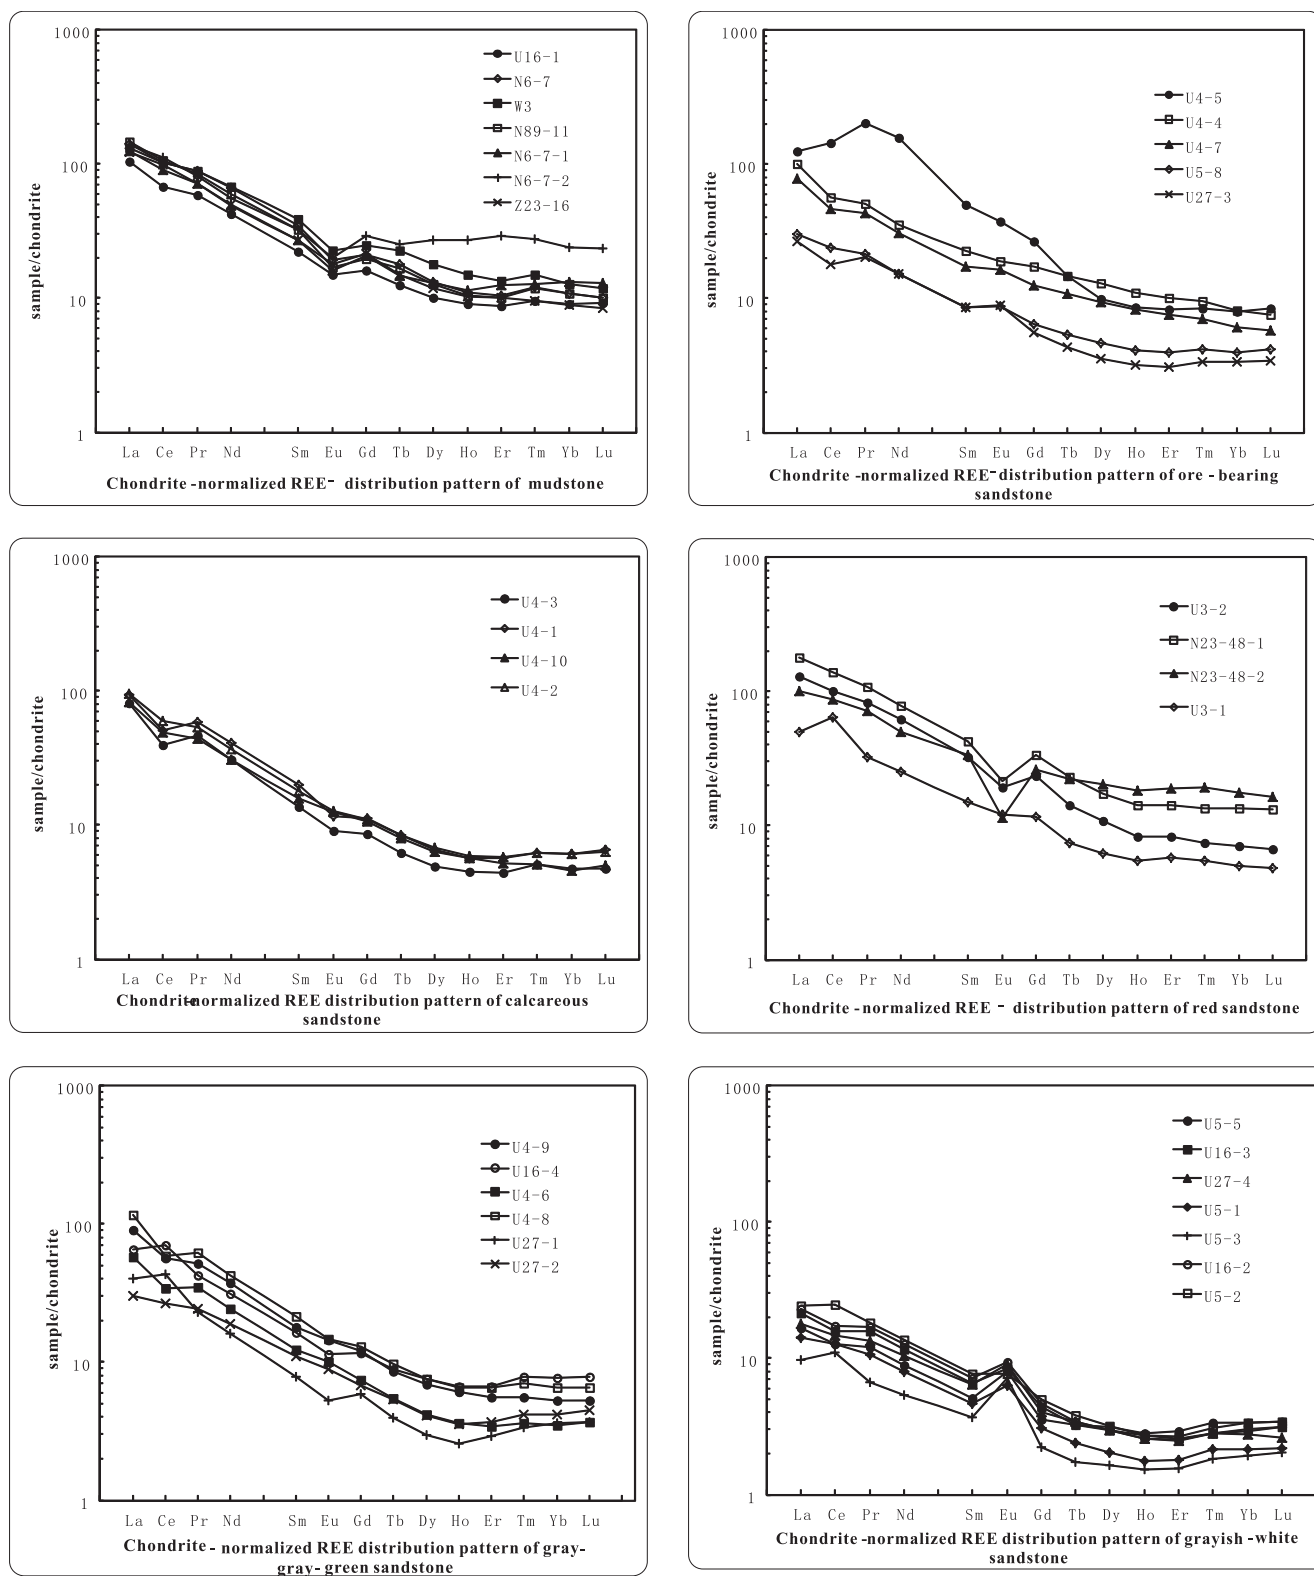 1000
100
10
1
sample/chondrite
U16-1
N6-7
W3
N89-11
N6-7-1
N6-7-2
Z23-16
La Ce Pr Nd Sm Eu Gd Tb Dy Ho Er Tm Yb Lu
Chondrite -normalized REE- distribution pattern of mudstone
1000
100
10
1
sample/chondrite
U4-5
U4-4
U4-7
U5-8
U27-3
La Ce Pr Nd Sm Eu Gd Tb Dy Ho Er Tm Yb Lu
Chondrite -normalized REE- distribution pattern of ore - bearing
sandstone
1000
100
10
1
sample/chondrite
U4-3
U4-1
U4-10
U4-2
La Ce Pr Nd Sm Eu Gd Tb Dy Ho Er Tm Yb Lu
Chondrite-normalized REE distribution pattern of calcareous
sandstone
1000
100
10
1
sample/chondrite
U3-2
N23-48-1
N23-48-2
U3-1
La Ce Pr Nd Sm Eu Gd Tb Dy Ho Er Tm Yb Lu
Chondrite -normalized REE - distribution pattern of red sandstone
1000
100
10
1
sample/chondrite
U4-9
U16-4
U4-6
U4-8
U27-1
U27-2
La Ce Pr Nd Sm Eu Gd Tb Dy Ho Er Tm Yb Lu
Chondrite - normalized REE distribution pattern of gray-
gray- green sandstone
1000
100
10
1
sample/chondrite
U5-5
U16-3
U27-4
U5-1
U5-3
U16-2
U5-2
La Ce Pr Nd Sm Eu Gd Tb Dy Ho Er Tm Yb Lu
Chondrite -normalized REE distribution pattern of grayish -white
sandstone